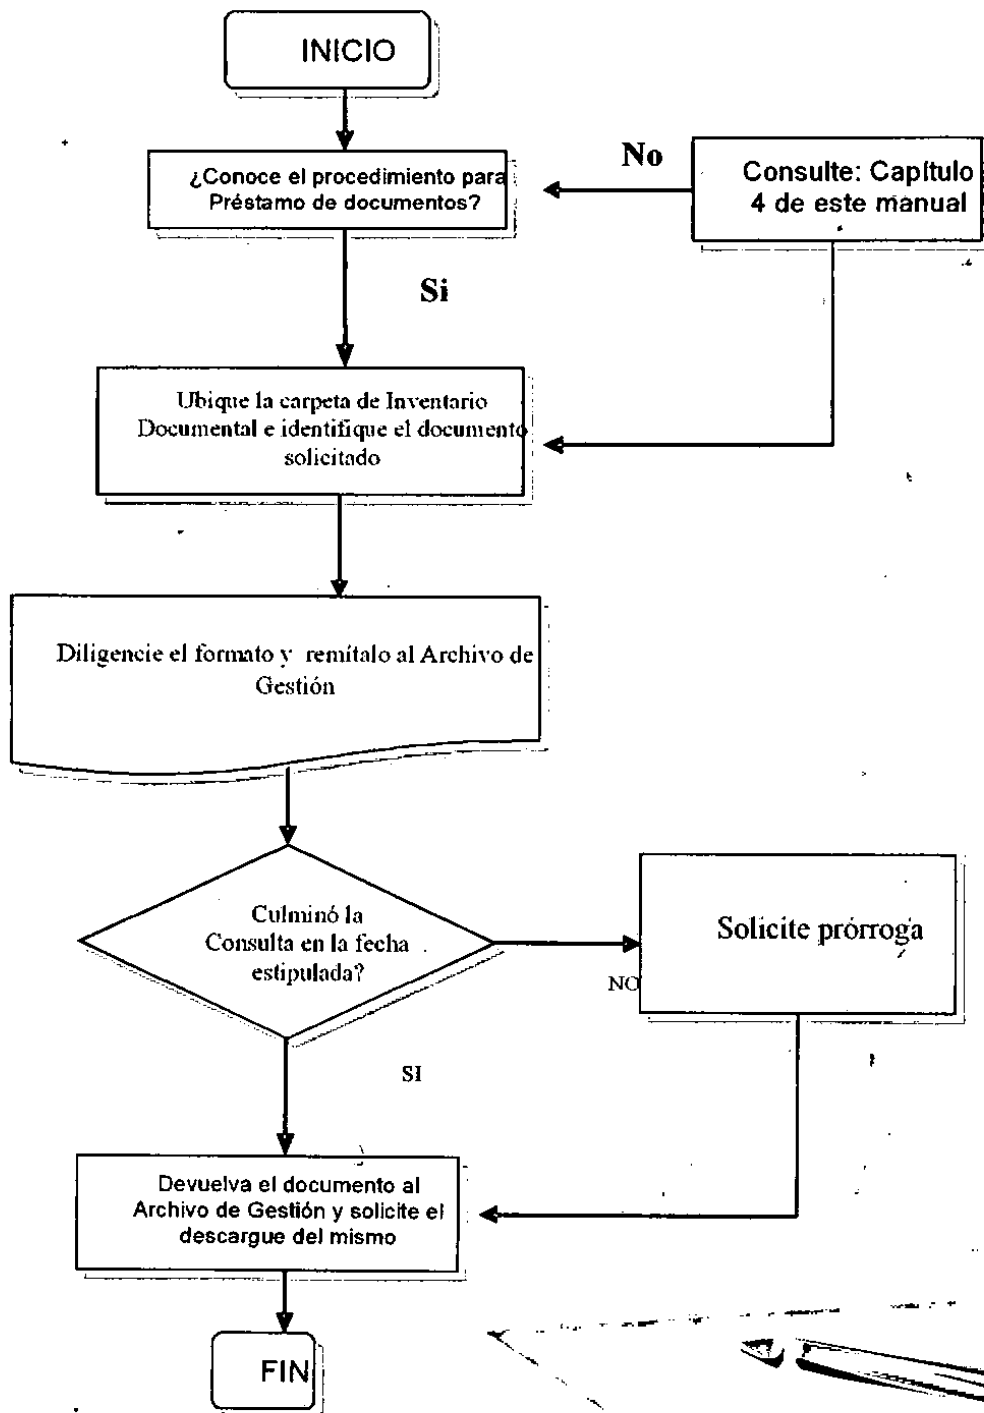 INICIO
¿Conoce el procedimiento para
Préstamo de documentos?
No
Consulte: Capítulo
4 de este manual
Si
Ubique la carpeta de Inventario
Documental e identifique el documento
solicitado
Diligencie el formato y remítalo al Archivo de
Gestión
Culminó la
Consulta en la fecha
estipulada?
NO
Solicite prórroga
SI
Devuelva el documento al
Archivo de Gestión y solicite el
descargue del mismo
FIN